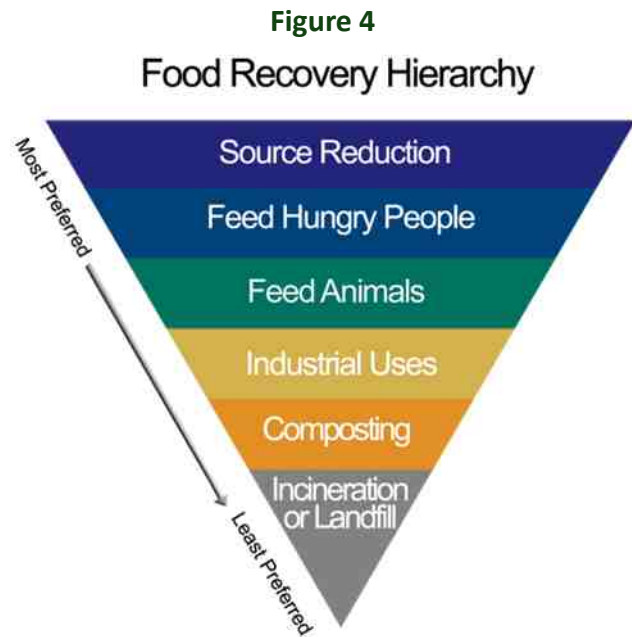 Figure 4
Food Recovery Hierarchy
Most Preferred
Source Reduction
Feed Hungry People
Feed Animals
Industrial Uses
Composting
Incineration
or Landfill
Least Preferred